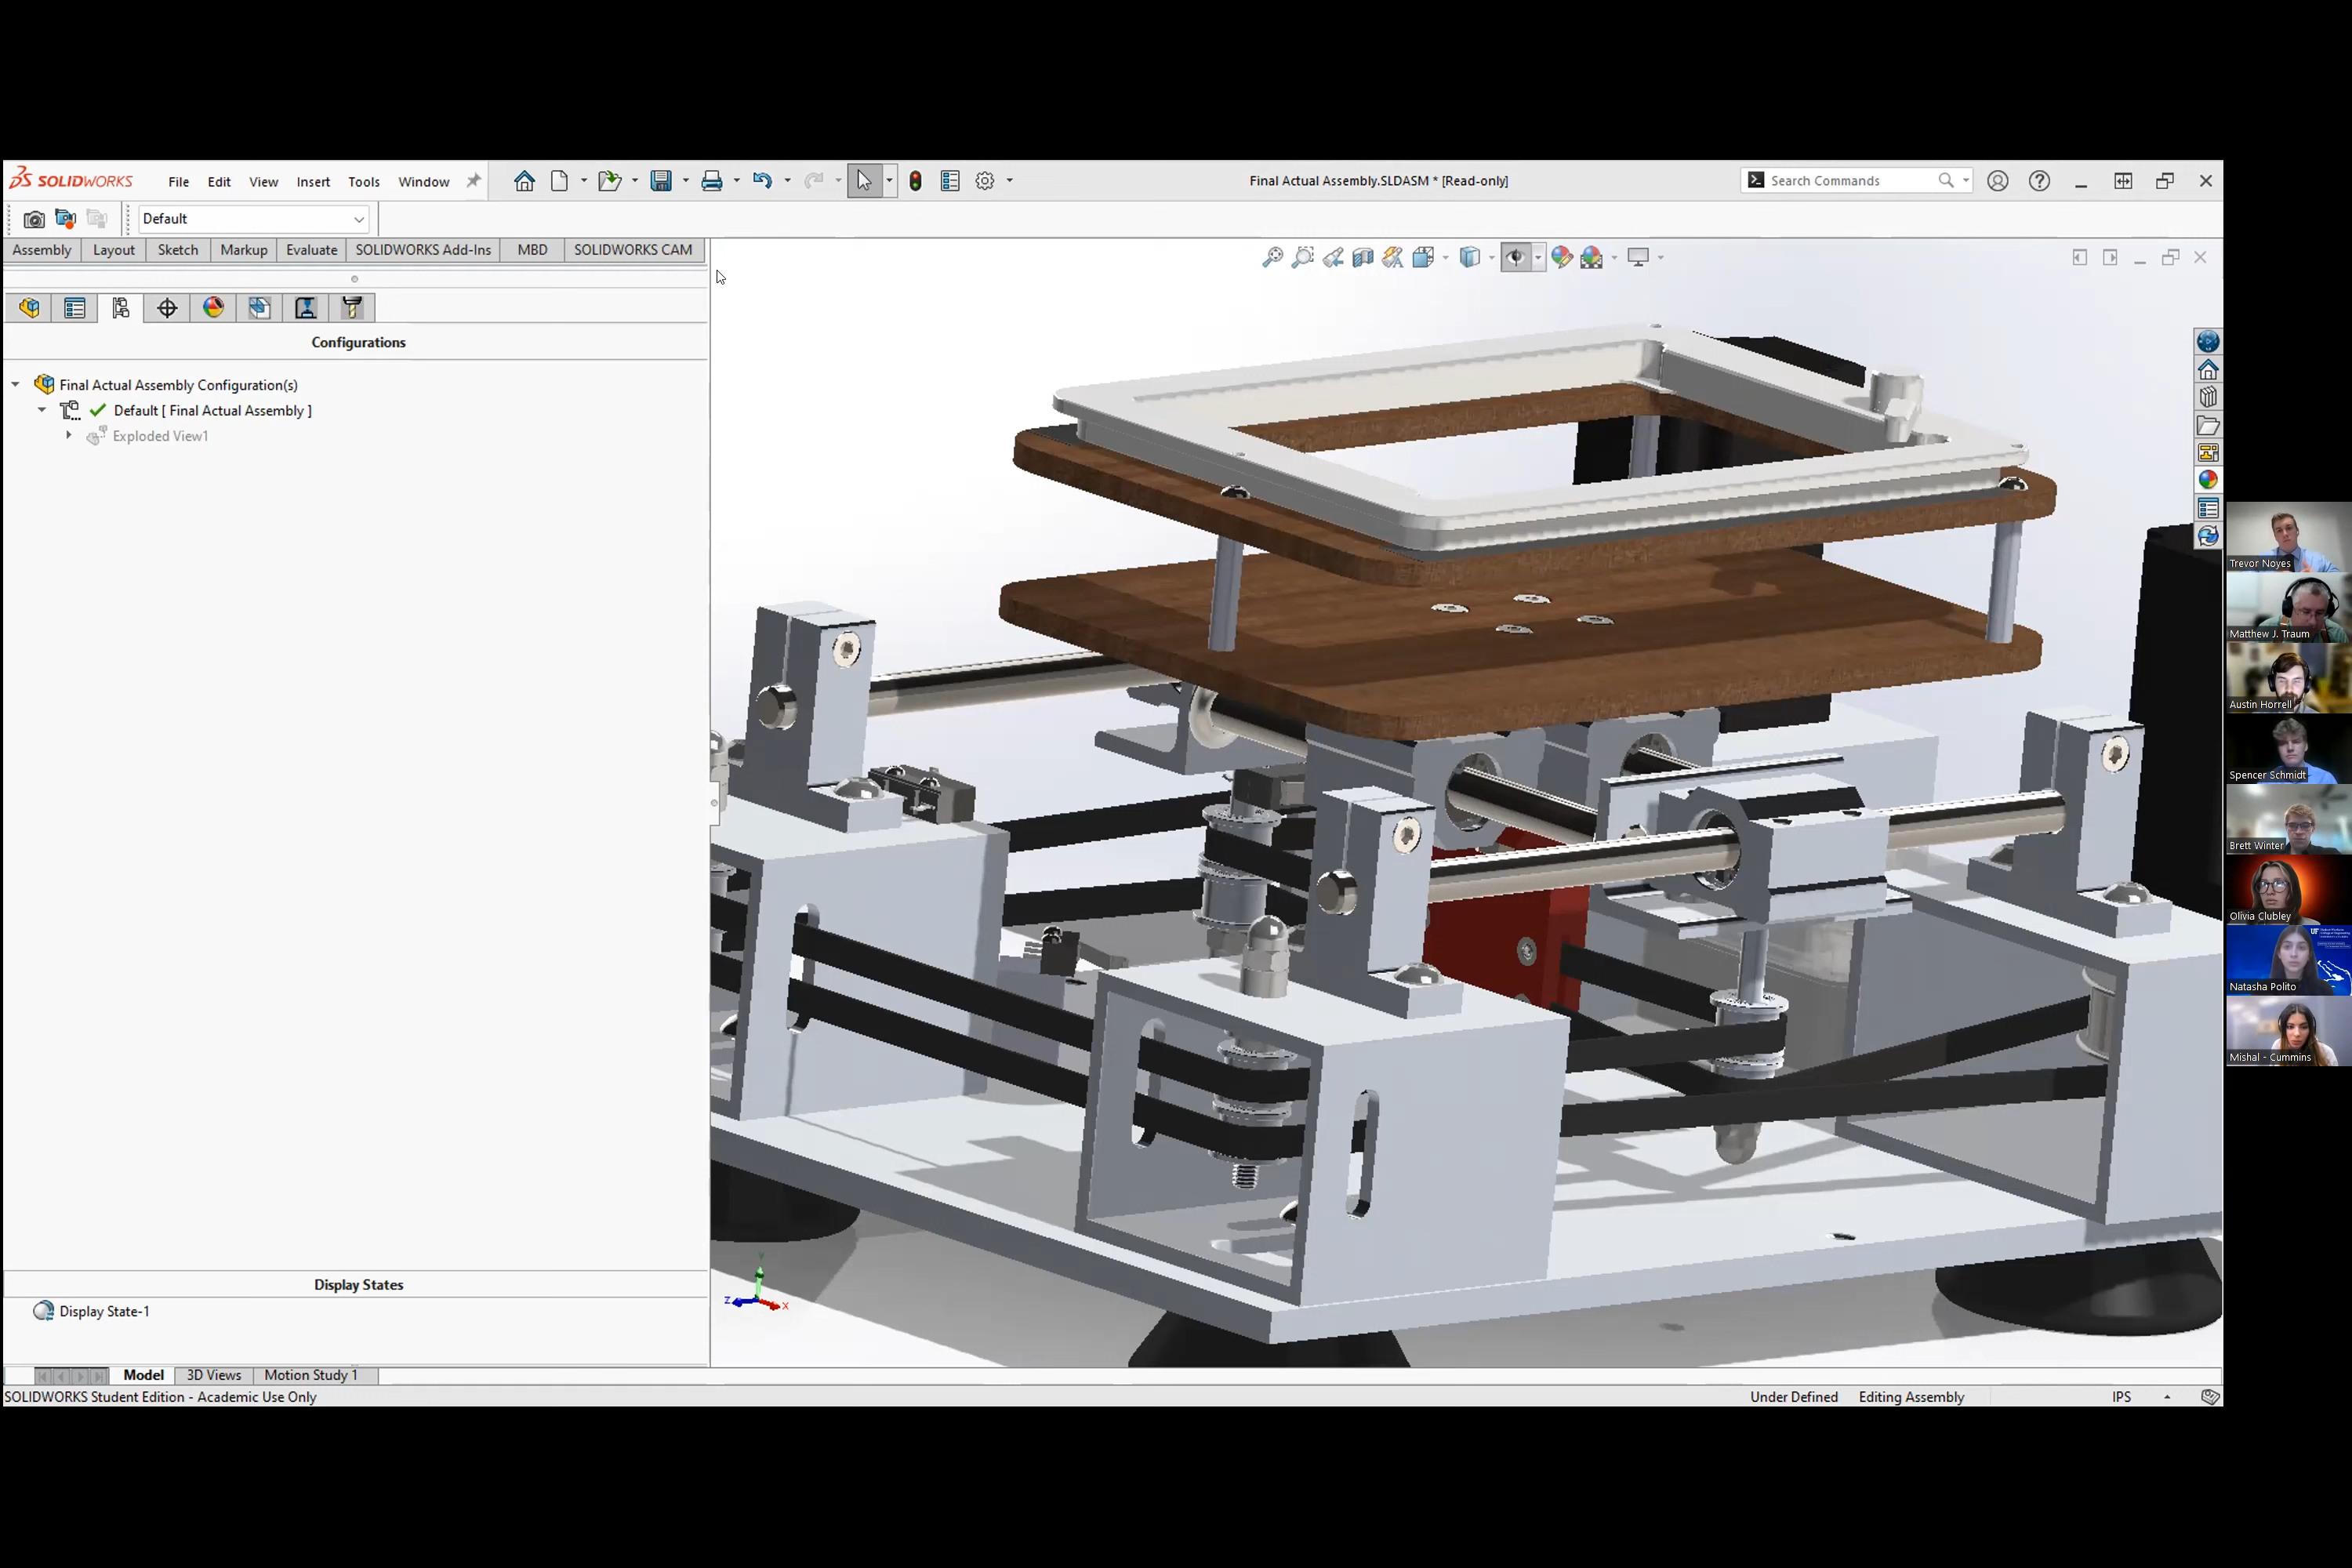 SOLIDWORKS
File Edit View Insert Tools Window
Final Actual Assembly.SLDASM * [Read-only]
Search Commands
Default
Assembly Layout Sketch Markup Evaluate SOLIDWORKS Add-Ins MBD SOLIDWORKS CAM
Configurations
Final Actual Assembly Configuration(s)
Default [ Final Actual Assembly ]
Exploded View1
Trevor Noyes
Matthew J. Traum
Austin Horrell
Spencer Schmidt
Brett Winter
Olivia Clubley
UF
Natasha Polito
Mishal - Cummins
Y
Z
X
Display States
Display State-1
Model 3D Views Motion Study 1
SOLIDWORKS Student Edition - Academic Use Only
Under Defined Editing Assembly IPS